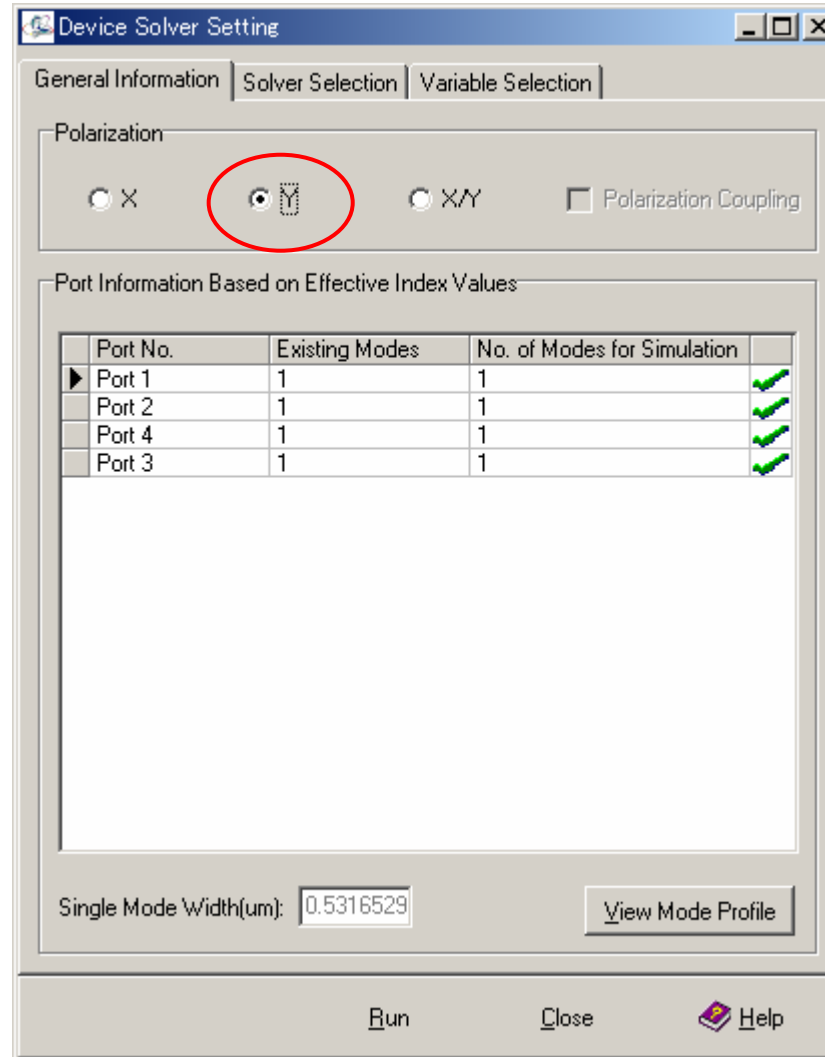 Device Solver Setting
General Information Solver Selection Variable Selection
Polarization
X Y X/Y Polarization Coupling
Port Information Based on Effective Index Values
Port No. Existing Modes No. of Modes for Simulation
Port 1 1 1
Port 2 1 1
Port 4 1 1
Port 3 1 1
Single Mode Width(um): 0.5316529 View Mode Profile
Run Close Help